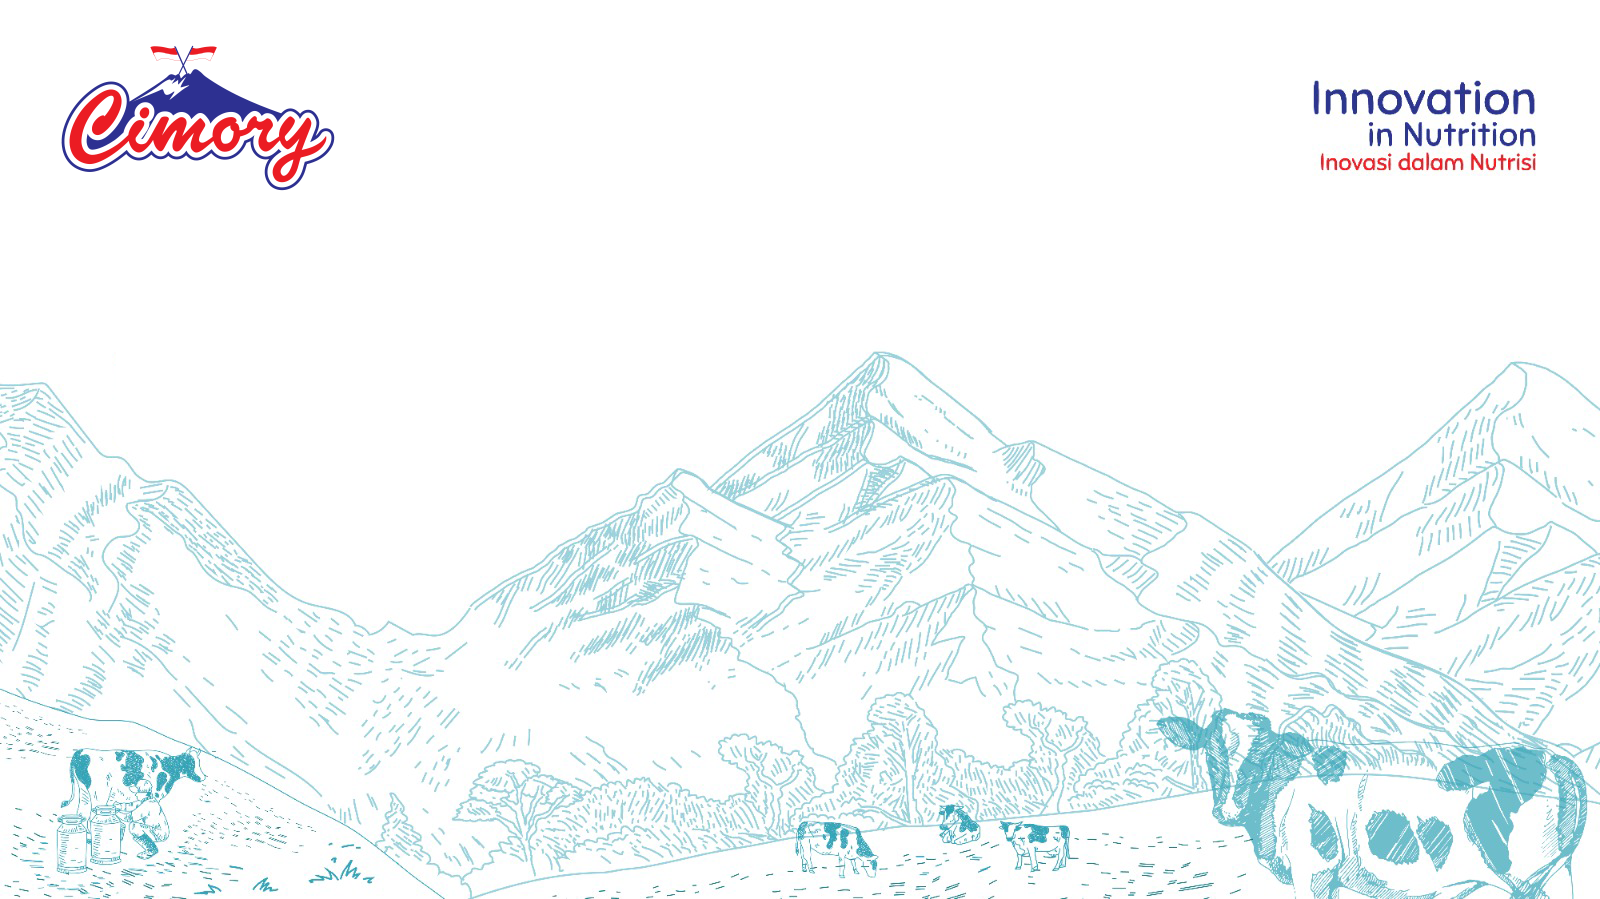 Cimory
Innovation
in Nutrition
Inovasi dalam Nutrisi